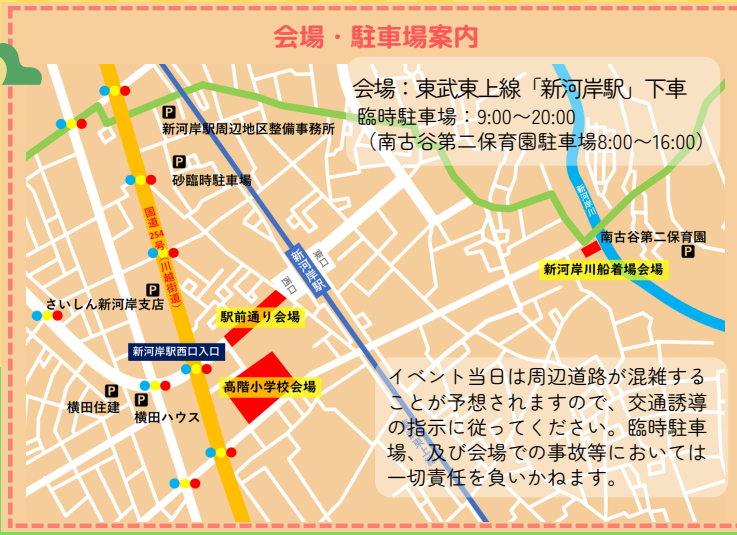 会場・駐車場案内
会場：東武東上線「新河岸駅」下車
臨時駐車場：9:00～20:00
（南古谷第二保育園駐車場8:00～16:00）
P
新河岸駅周辺地区整備事務所
P
砂臨時駐車場
国道254号（川越街道）
新河岸川
南古谷第二保育園
P
新河岸川船着場会場
東口
新河岸駅
西口
P
さいしん新河岸支店
駅前通り会場
新河岸駅西口入口
高階小学校会場
P
横田住建
P
横田ハウス
イベント当日は周辺道路が混雑する
ことが予想されますので、交通誘導
の指示に従ってください。臨時駐車
場、及び会場での事故等においては
一切責任を負いかねます。